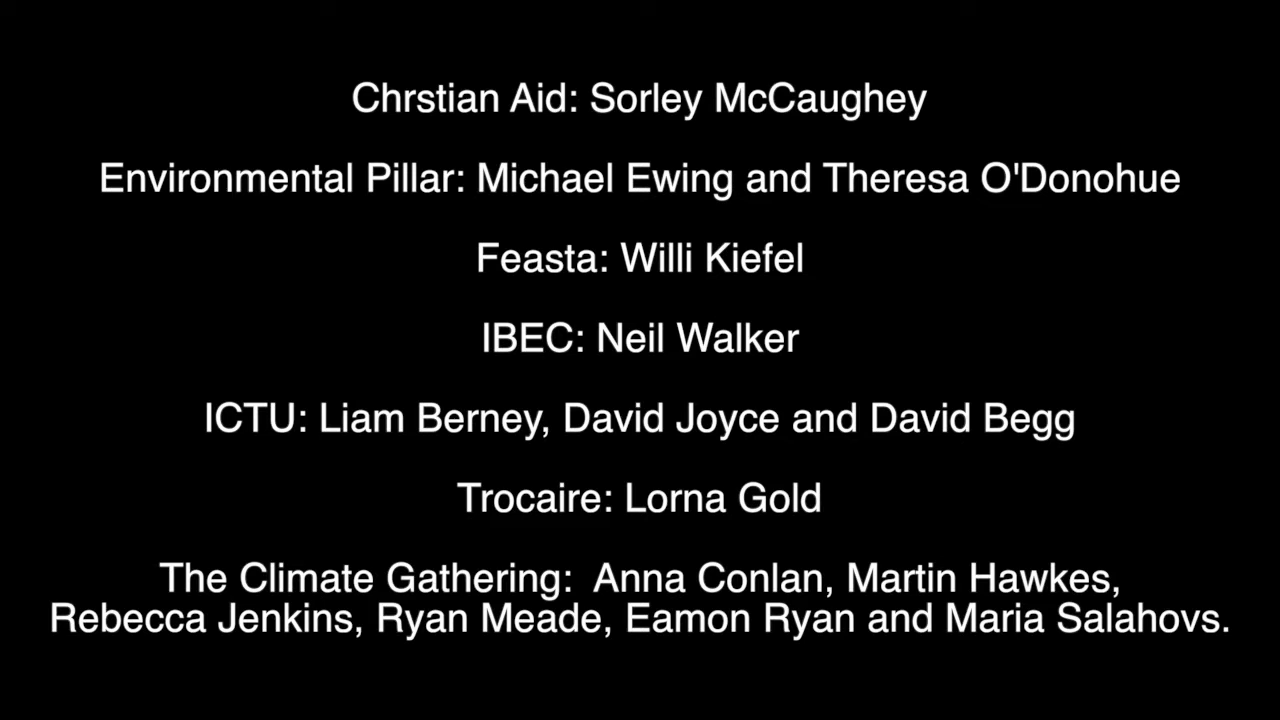 Chrstian Aid: Sorley McCaughey
Environmental Pillar: Michael Ewing and Theresa O'Donohue
Feasta: Willi Kiefel
IBEC: Neil Walker
ICTU: Liam Berney, David Joyce and David Begg
Trocaire: Lorna Gold
The Climate Gathering:  Anna Conlan, Martin Hawkes,
Rebecca Jenkins, Ryan Meade, Eamon Ryan and Maria Salahovs.